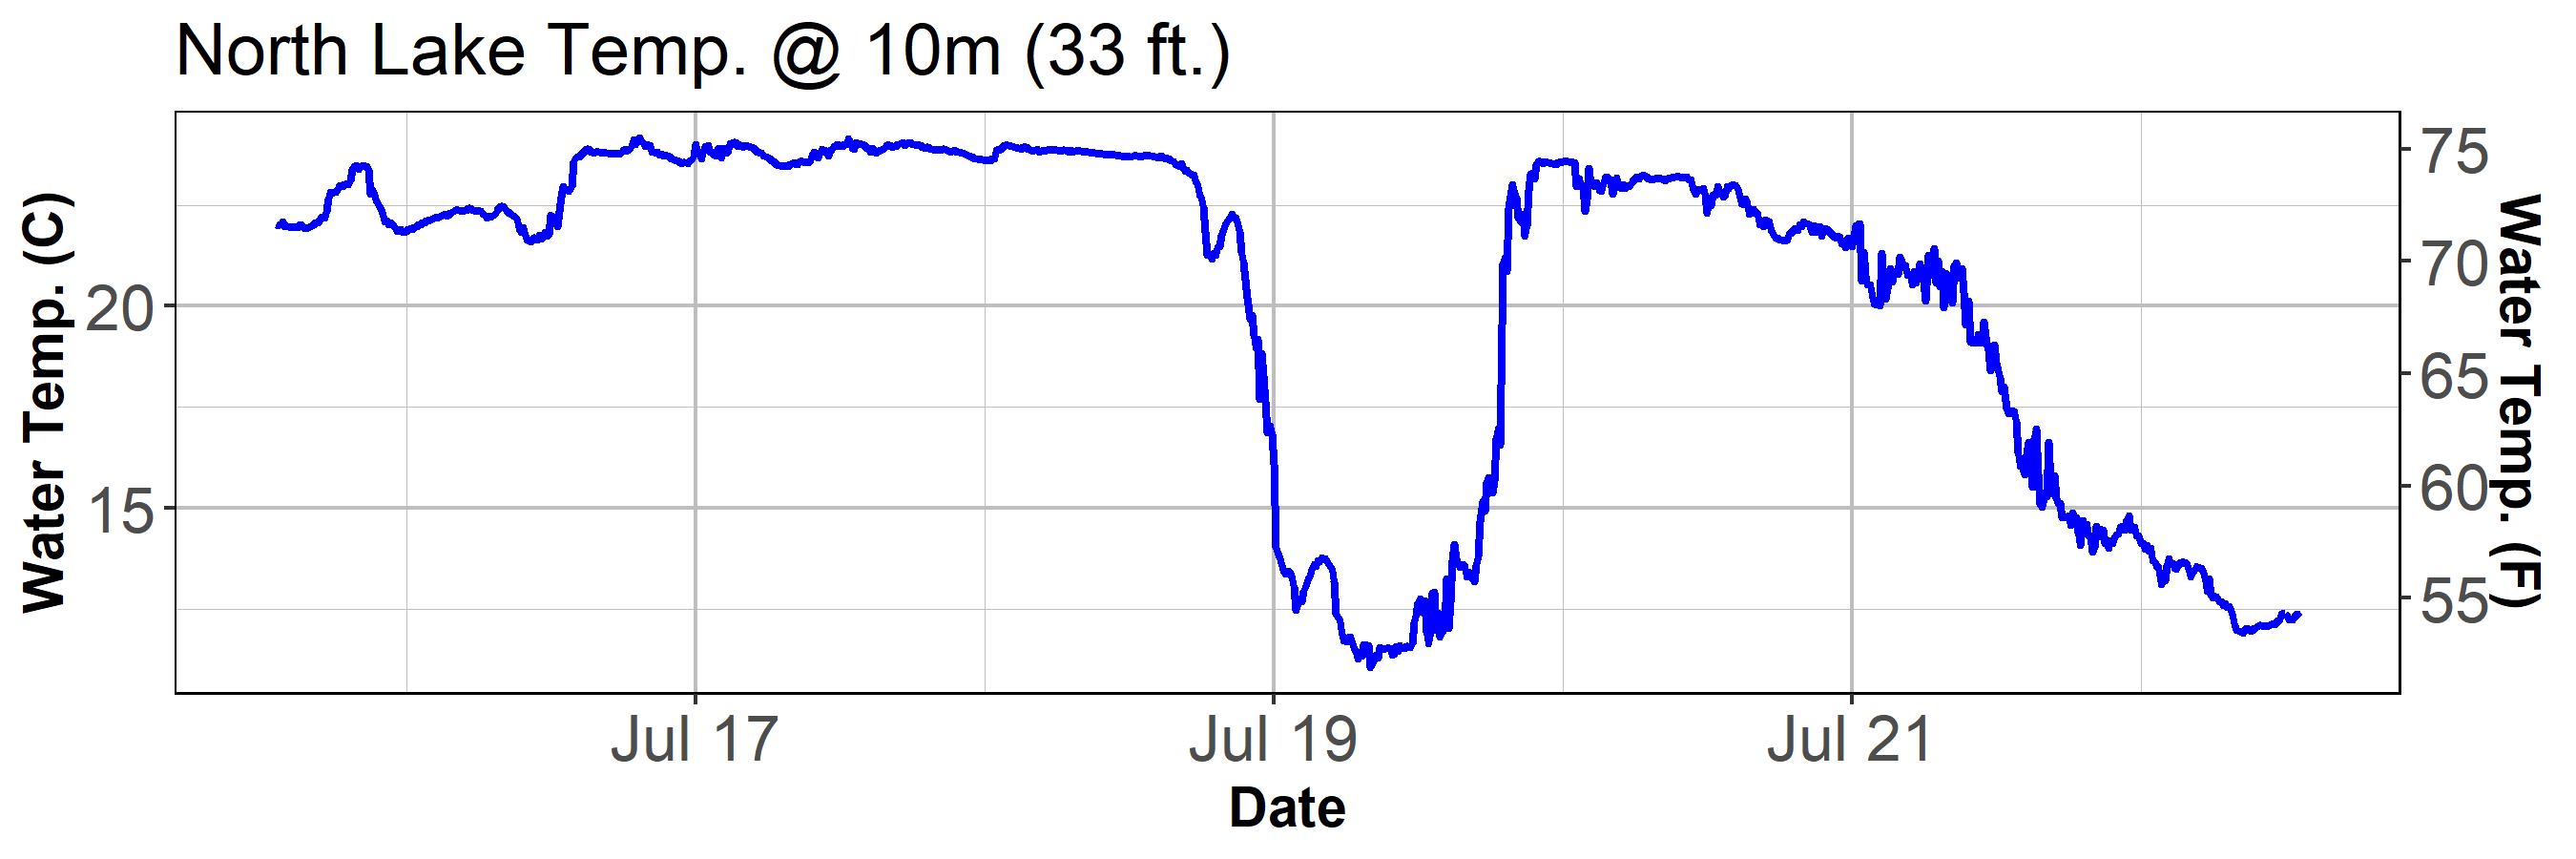 North Lake Temp. @ 10m (33 ft.)
Water Temp. (C)
20
15
75
70
65
60
55
Water Temp. (F)
Jul 17
Jul 19
Jul 21
Date